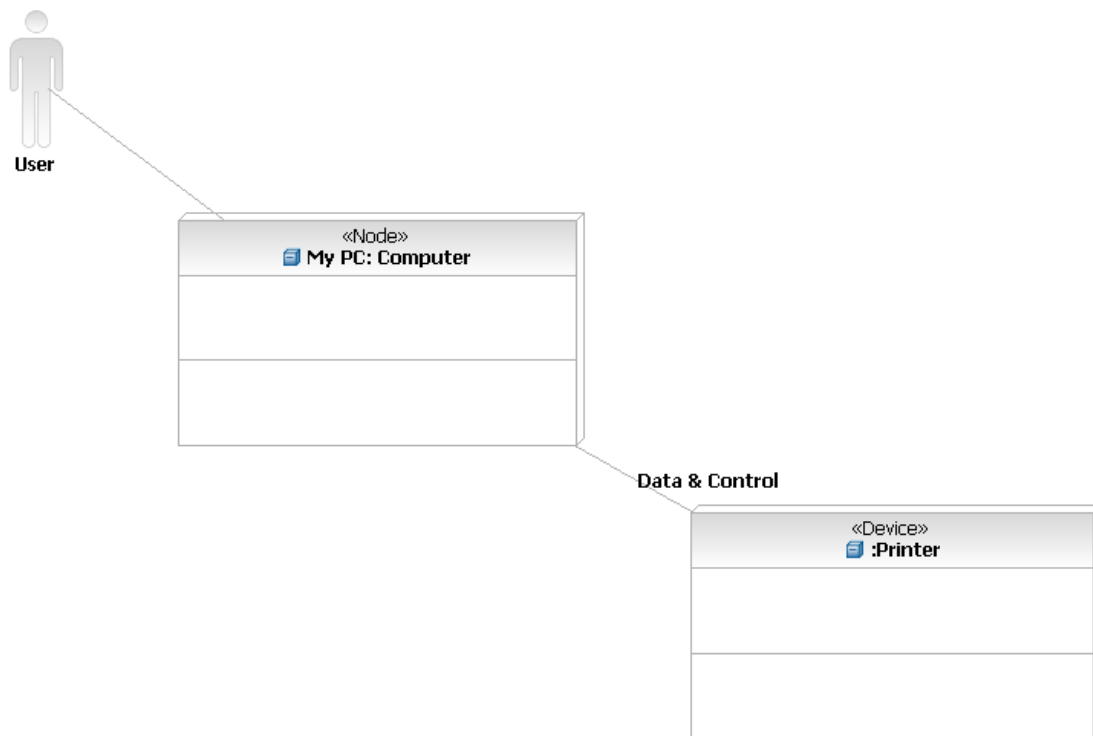 User
«Node»
My PC: Computer
Data & Control
«Device»
:Printer